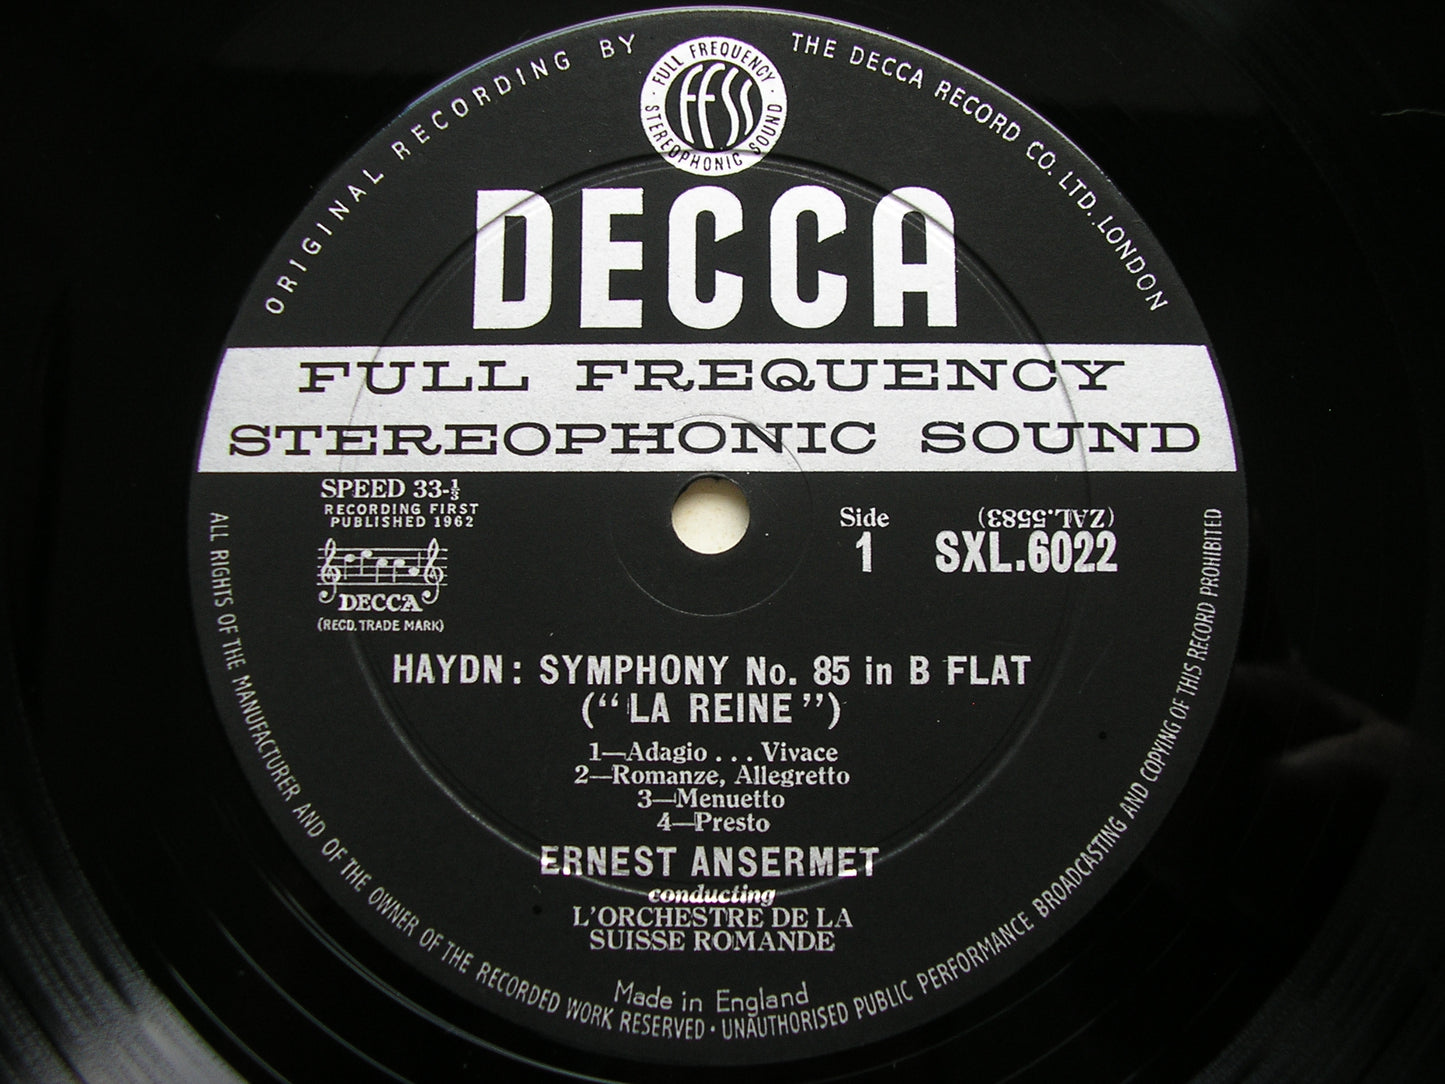 ORIGINAL RECORDING BY
THE DECCA RECORD CO. LTD. LONDON
FULL FREQUENCY
FFSS
STEREOPHONIC SOUND
DECCA
FULL FREQUENCY
STEREOPHONIC SOUND
SPEED 33-⅓
RECORDING FIRST
PUBLISHED 1962
DECCA
(REGD. TRADE MARK)
Side
1
(ZAL.5583)
SXL.6022
HAYDN: SYMPHONY No. 85 in B FLAT
("LA REINE")
1—Adagio . . . Vivace
2—Romanze, Allegretto
3—Menuetto
4—Presto
ERNEST ANSERMET
conducting
L'ORCHESTRE DE LA
SUISSE ROMANDE
Made in England
ALL RIGHTS OF THE MANUFACTURER AND OF THE OWNER OF THE RECORDED WORK RESERVED · UNAUTHORISED PUBLIC PERFORMANCE BROADCASTING AND COPYING OF THIS RECORD PROHIBITED